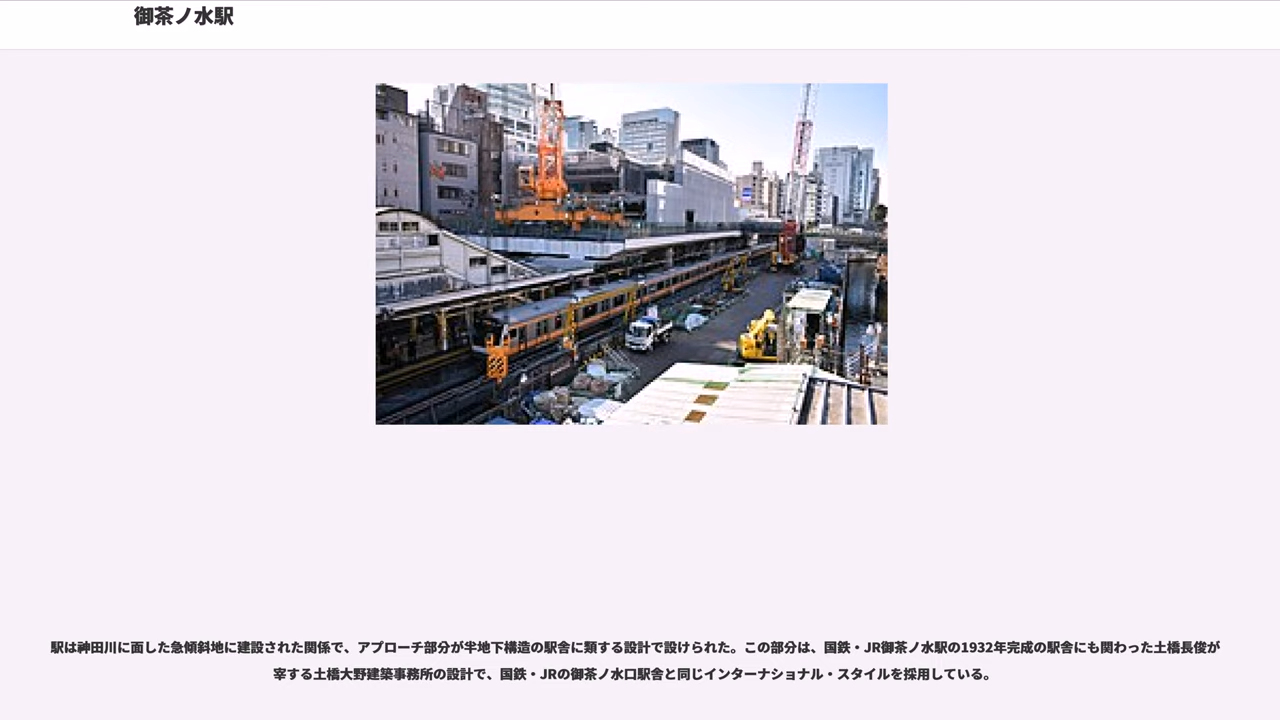 御茶ノ水駅
駅は神田川に面した急傾斜地に建設された関係で、アプローチ部分が半地下構造の駅舎に類する設計で設けられた。この部分は、国鉄・JR御茶ノ水駅の1932年完成の駅舎にも関わった土橋長俊が
宰する土橋大野建築事務所の設計で、国鉄・JRの御茶ノ水口駅舎と同じインターナショナル・スタイルを採用している。